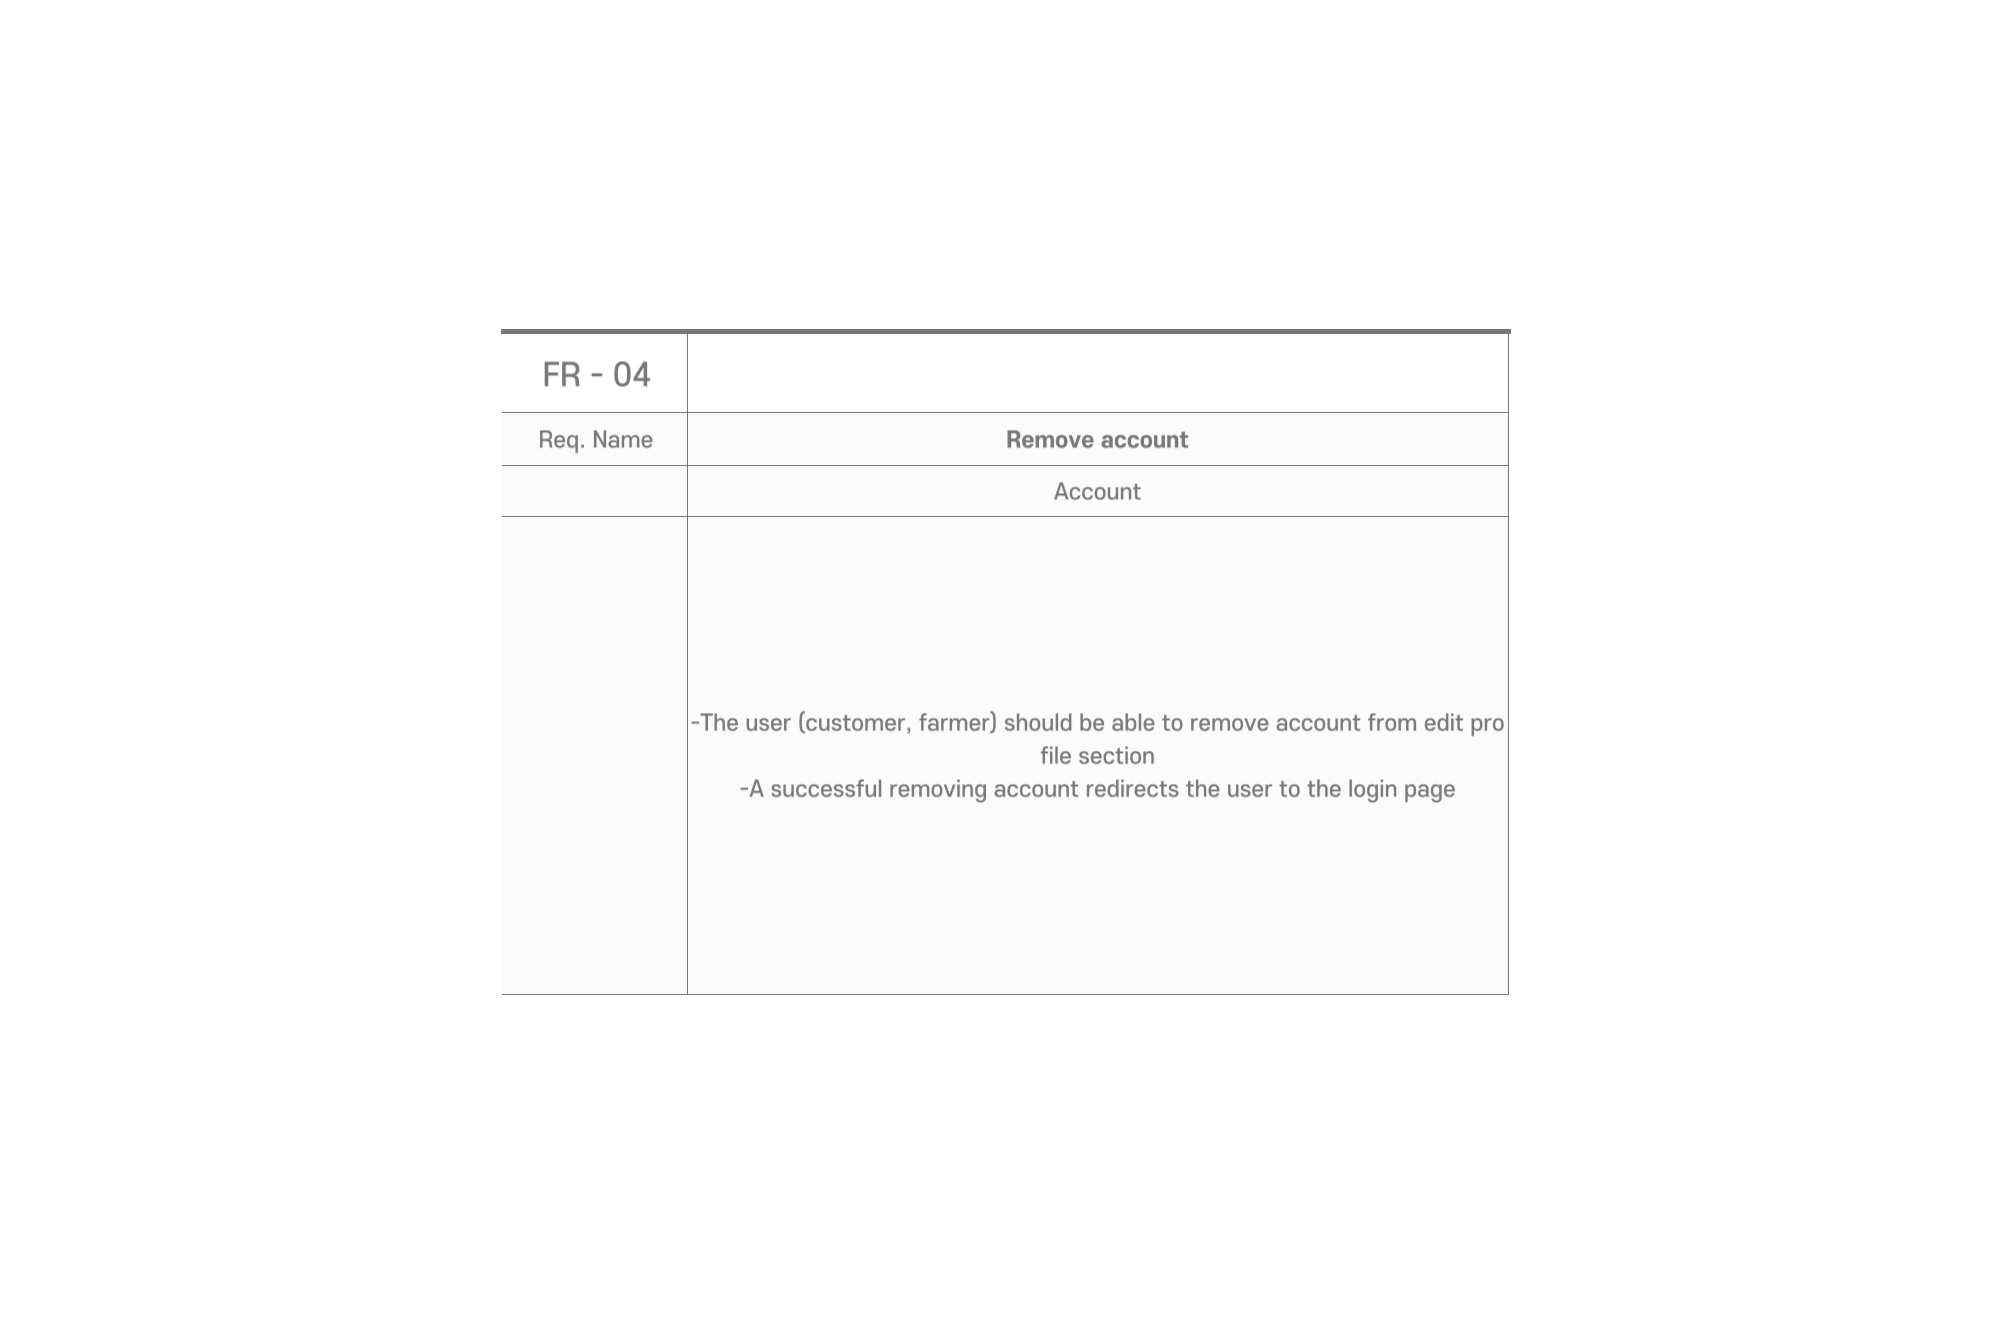 FR - 04
Req. Name
Remove account
Account
-The user (customer, farmer) should be able to remove account from edit pro
file section
-A successful removing account redirects the user to the login page